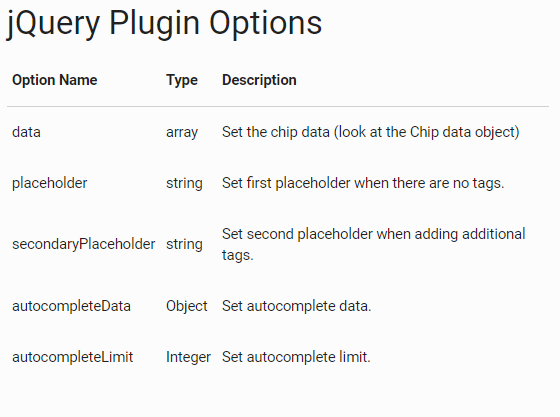 jQuery Plugin Options
Option Name Type Description
data array Set the chip data (look at the Chip data object)
placeholder string Set first placeholder when there are no tags.
secondaryPlaceholder string Set second placeholder when adding additional
tags.
autocompleteData Object Set autocomplete data.
autocompleteLimit Integer Set autocomplete limit.